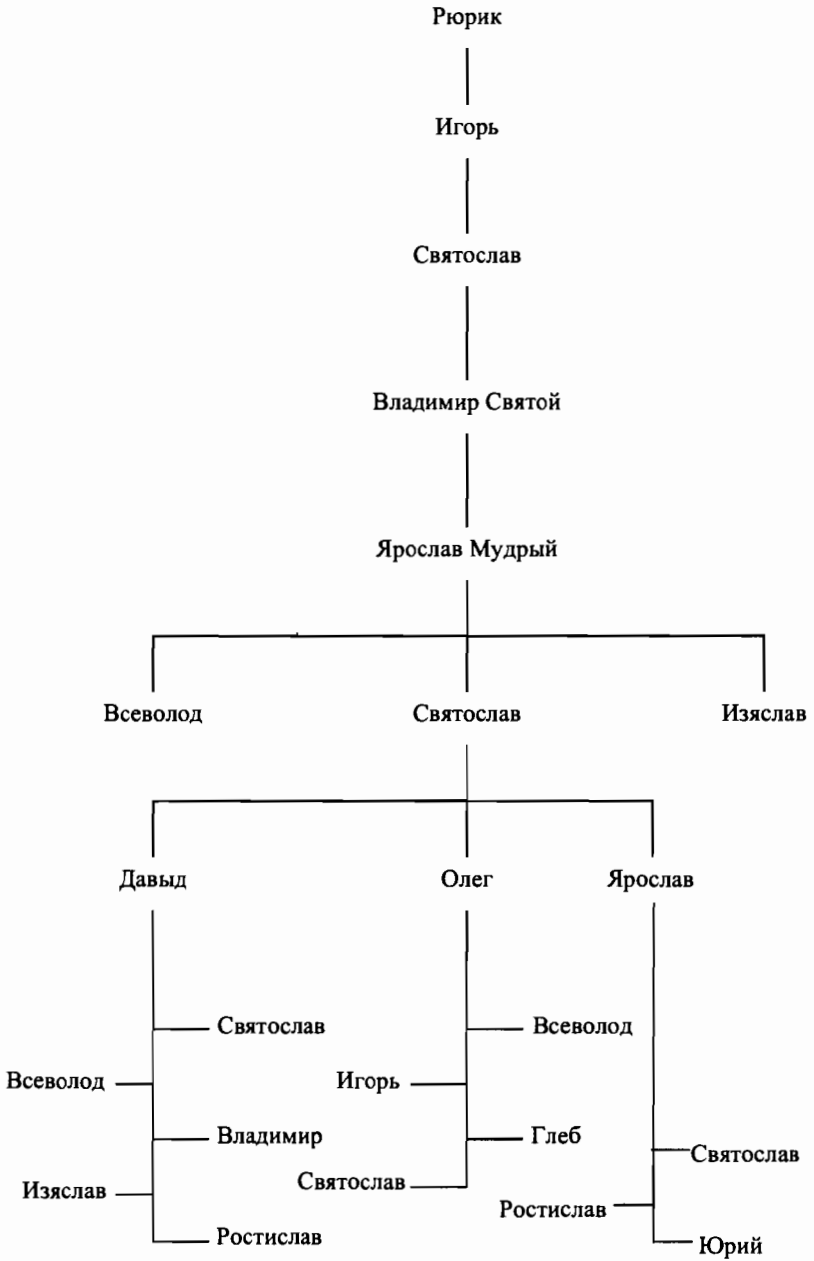 Рюрик
Игорь
Святослав
Владимир Святой
Ярослав Мудрый
Всеволод Святослав Изяслав
Давыд Олег Ярослав
Святослав Всеволод
Всеволод Игорь
Владимир Глеб
Святослав
Святослав
Изяслав
Ростислав
Ростислав
Юрий